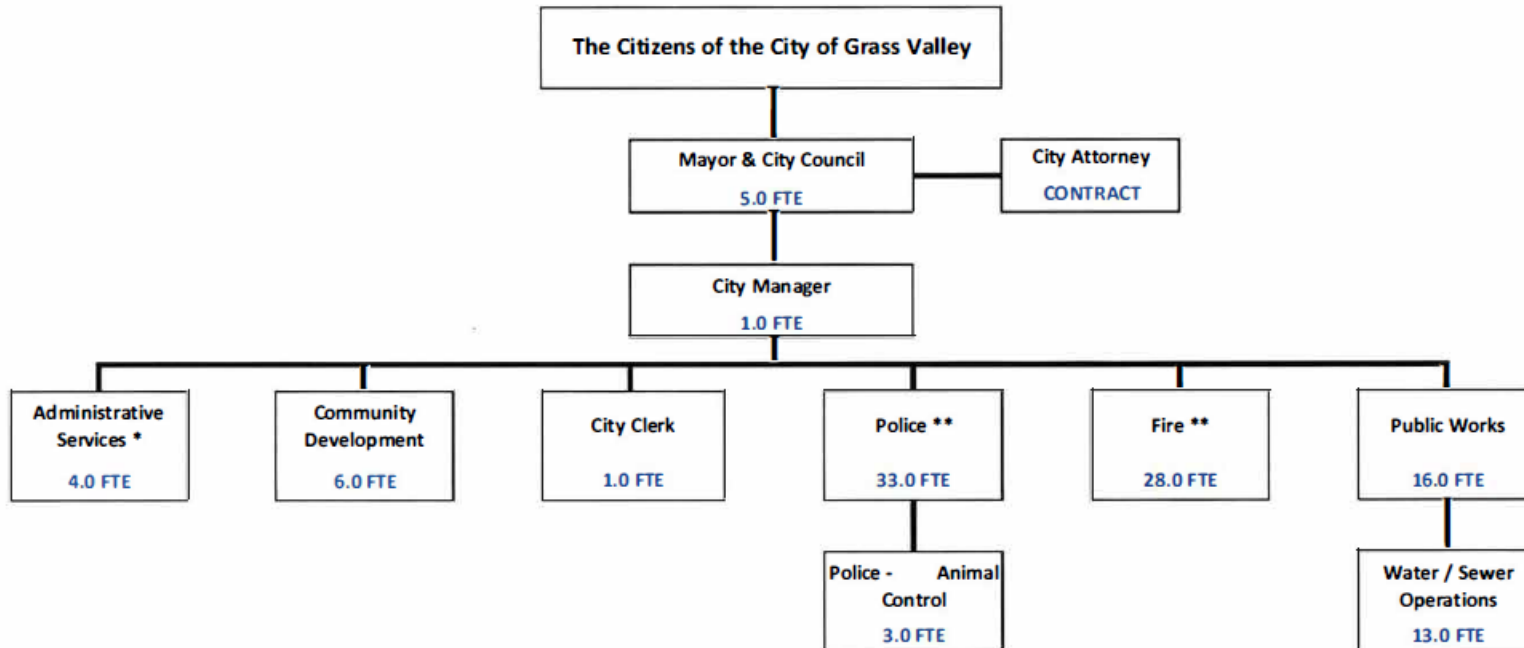 The Citizens of the City of Grass Valley
Mayor & City Council
5.0 FTE
City Attorney
CONTRACT
City Manager
1.0 FTE
Administrative
Services *
4.0 FTE
Community
Development
6.0 FTE
City Clerk
1.0 FTE
Police **
33.0 FTE
Fire **
28.0 FTE
Public Works
16.0 FTE
Police - Animal
Control
3.0 FTE
Water / Sewer
Operations
13.0 FTE